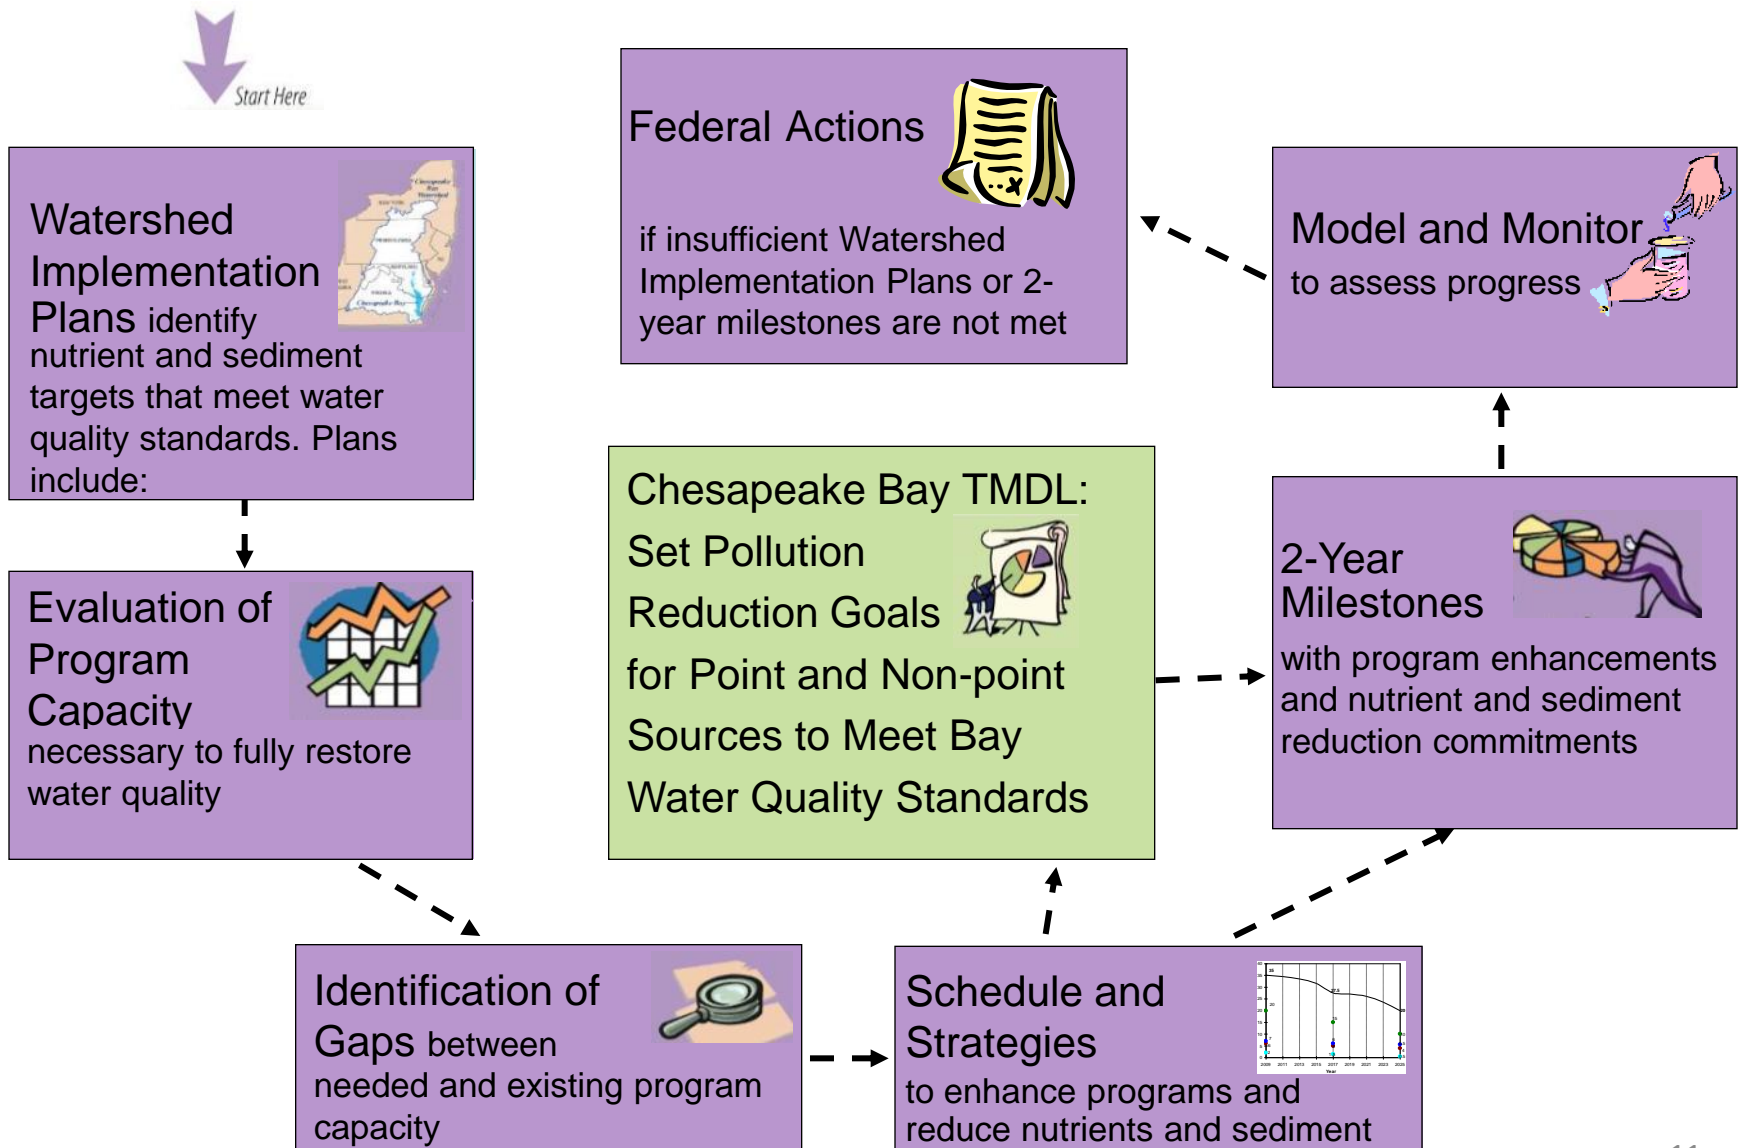 Start Here
Watershed
Implementation
Plans identify
nutrient and sediment
targets that meet water
quality standards. Plans
include:
Evaluation of
Program
Capacity
necessary to fully restore
water quality
Identification of
Gaps between
needed and existing program
capacity
Schedule and
Strategies
to enhance programs and
reduce nutrients and sediment
Year
Chesapeake Bay TMDL:
Set Pollution
Reduction Goals
for Point and Non-point
Sources to Meet Bay
Water Quality Standards
2-Year
Milestones
with program enhancements
and nutrient and sediment
reduction commitments
Model and Monitor
to assess progress
Federal Actions
if insufficient Watershed
Implementation Plans or 2-
year milestones are not met